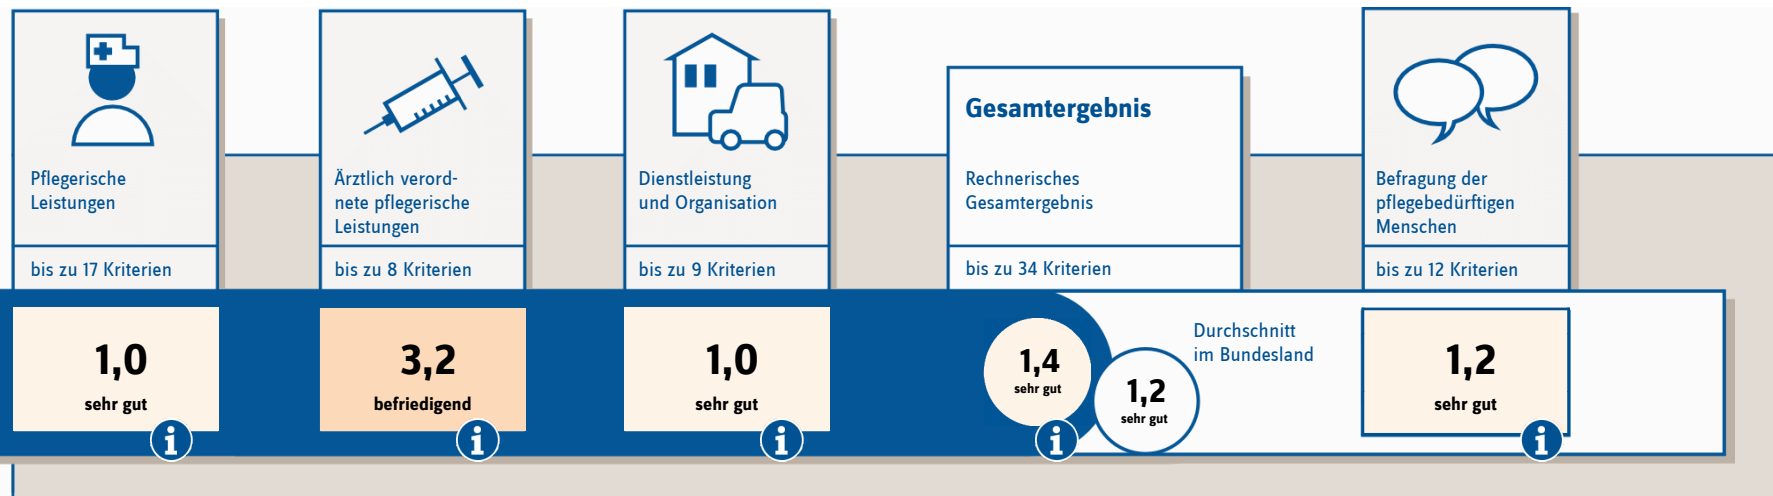 Pflegerische
Leistungen
bis zu 17 Kriterien
1,0
sehr gut
i
Ärztlich verord-
nete pflegerische
Leistungen
bis zu 8 Kriterien
3,2
befriedigend
i
Dienstleistung
und Organisation
bis zu 9 Kriterien
1,0
sehr gut
i
Gesamtergebnis
Rechnerisches
Gesamtergebnis
bis zu 34 Kriterien
1,4
sehr gut
i
Durchschnitt
im Bundesland
1,2
sehr gut
Befragung der
pflegebedürftigen
Menschen
bis zu 12 Kriterien
1,2
sehr gut
i